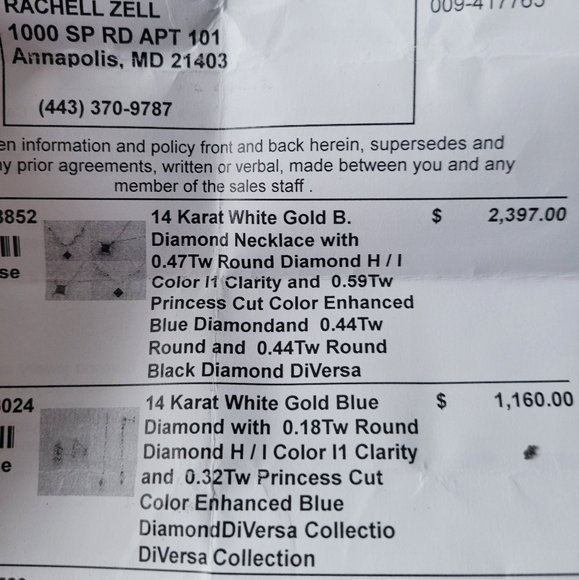 RACHELL ZELL
1000 SP RD APT 101
Annapolis, MD 21403
(443) 370-9787
en information and policy front and back herein, supersedes and
ny prior agreements, written or verbal, made between you and any
member of the sales staff .
3852 14 Karat White Gold B. $ 2,397.00
Diamond Necklace with
se 0.47Tw Round Diamond H / I
Color I1 Clarity and 0.59Tw
Princess Cut Color Enhanced
Blue Diamondand 0.44Tw
Round and 0.44Tw Round
Black Diamond DiVersa
024 14 Karat White Gold Blue $ 1,160.00
Diamond with 0.18Tw Round
e Diamond H / I Color I1 Clarity
and 0.32Tw Princess Cut
Color Enhanced Blue
DiamondDiVersa Collectio
DiVersa Collection